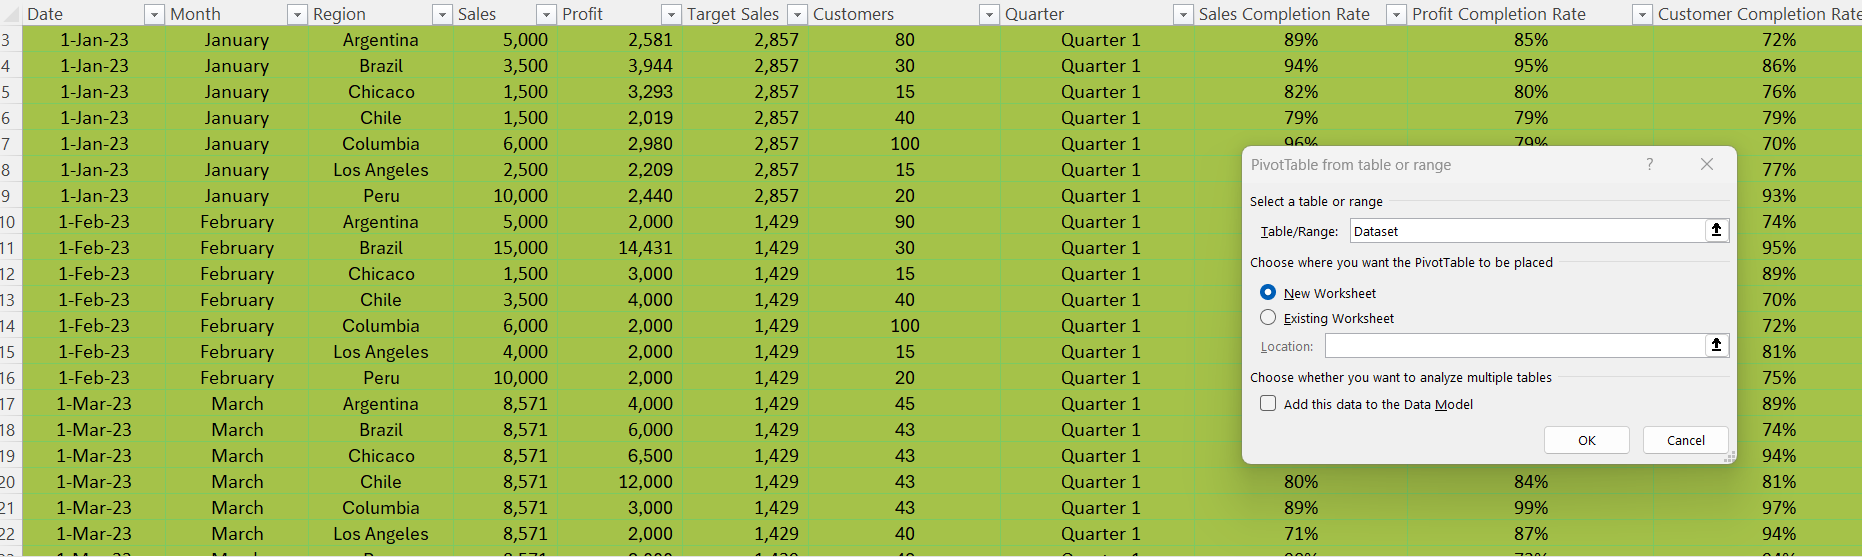 Date Month Region Sales Profit Target Sales Customers Quarter Sales Completion Rate Profit Completion Rate Customer Completion Rate
3 1-Jan-23 January Argentina 5,000 2,581 2,857 80 Quarter 1 89% 85% 72%
4 1-Jan-23 January Brazil 3,500 3,944 2,857 30 Quarter 1 94% 95% 86%
5 1-Jan-23 January Chicaco 1,500 3,293 2,857 15 Quarter 1 82% 80% 76%
6 1-Jan-23 January Chile 1,500 2,019 2,857 40 Quarter 1 79% 79% 79%
7 1-Jan-23 January Columbia 6,000 2,980 2,857 100 Quarter 1 96% 79% 70%
8 1-Jan-23 January Los Angeles 2,500 2,209 2,857 15 Quarter 1 77%
9 1-Jan-23 January Peru 10,000 2,440 2,857 20 Quarter 1 93%
10 1-Feb-23 February Argentina 5,000 2,000 1,429 90 Quarter 1 74%
11 1-Feb-23 February Brazil 15,000 14,431 1,429 30 Quarter 1 95%
12 1-Feb-23 February Chicaco 1,500 3,000 1,429 15 Quarter 1 89%
13 1-Feb-23 February Chile 3,500 4,000 1,429 40 Quarter 1 70%
14 1-Feb-23 February Columbia 6,000 2,000 1,429 100 Quarter 1 72%
15 1-Feb-23 February Los Angeles 4,000 2,000 1,429 15 Quarter 1 81%
16 1-Feb-23 February Peru 10,000 2,000 1,429 20 Quarter 1 75%
17 1-Mar-23 March Argentina 8,571 4,000 1,429 45 Quarter 1 89%
18 1-Mar-23 March Brazil 8,571 6,000 1,429 43 Quarter 1 74%
19 1-Mar-23 March Chicaco 8,571 6,500 1,429 43 Quarter 1 94%
20 1-Mar-23 March Chile 8,571 12,000 1,429 43 Quarter 1 80% 84% 81%
21 1-Mar-23 March Columbia 8,571 3,000 1,429 43 Quarter 1 89% 99% 97%
22 1-Mar-23 March Los Angeles 8,571 2,000 1,429 40 Quarter 1 71% 87% 94%
PivotTable from table or range ?
Select a table or range
Table/Range: Dataset
Choose where you want the PivotTable to be placed
New Worksheet
Existing Worksheet
Location:
Choose whether you want to analyze multiple tables
Add this data to the Data Model
OK Cancel